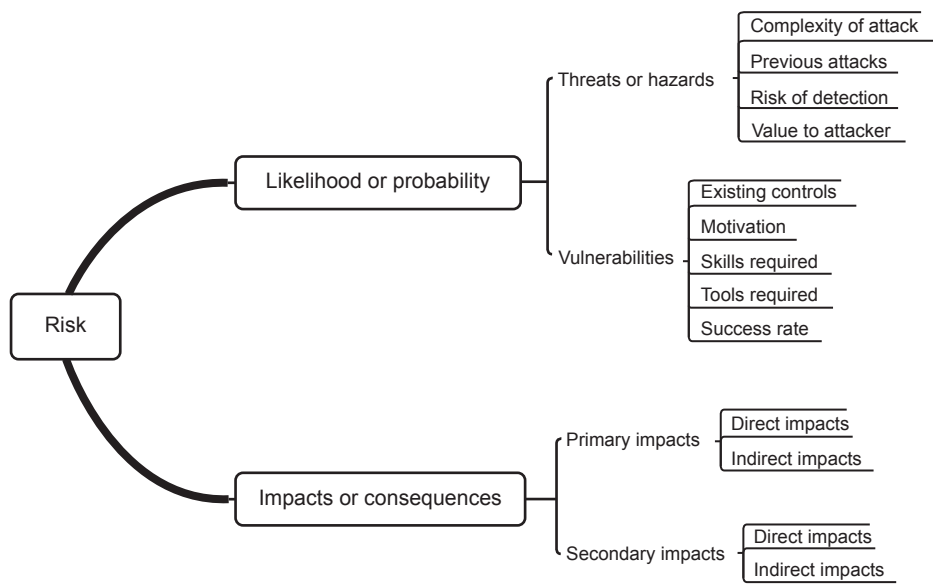 Risk
Likelihood or probability
Threats or hazards
Complexity of attack
Previous attacks
Risk of detection
Value to attacker
Vulnerabilities
Existing controls
Motivation
Skills required
Tools required
Success rate
Impacts or consequences
Primary impacts
Direct impacts
Indirect impacts
Secondary impacts
Direct impacts
Indirect impacts